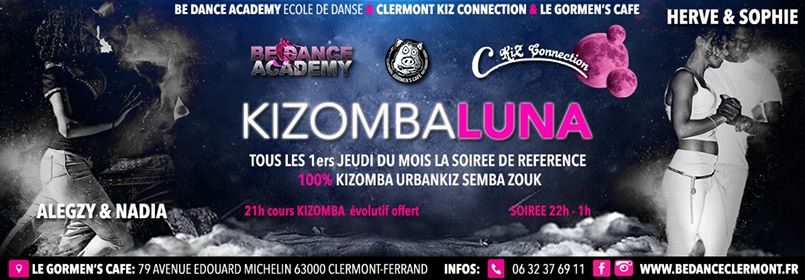 BE DANCE ACADEMY ECOLE DE DANSE & CLERMONT KIZ CONNECTION & LE GORMEN'S CAFE
HERVE & SOPHIE
BE DANCE
ACADEMY
GORMEN'S CAFE
C KiZ Connection
KIZOMBALUNA
TOUS LES 1ers JEUDI DU MOIS LA SOIREE DE REFERENCE
100% KIZOMBA URBANKIZ SEMBA ZOUK
ALEGZY & NADIA
21h cours KIZOMBA évolutif offert
SOIREE 22h - 1h
LE GORMEN'S CAFE: 79 AVENUE EDOUARD MICHELIN 63000 CLERMONT-FERRAND INFOS: 06 32 37 69 11 WWW.BEDANCECLERMONT.FR